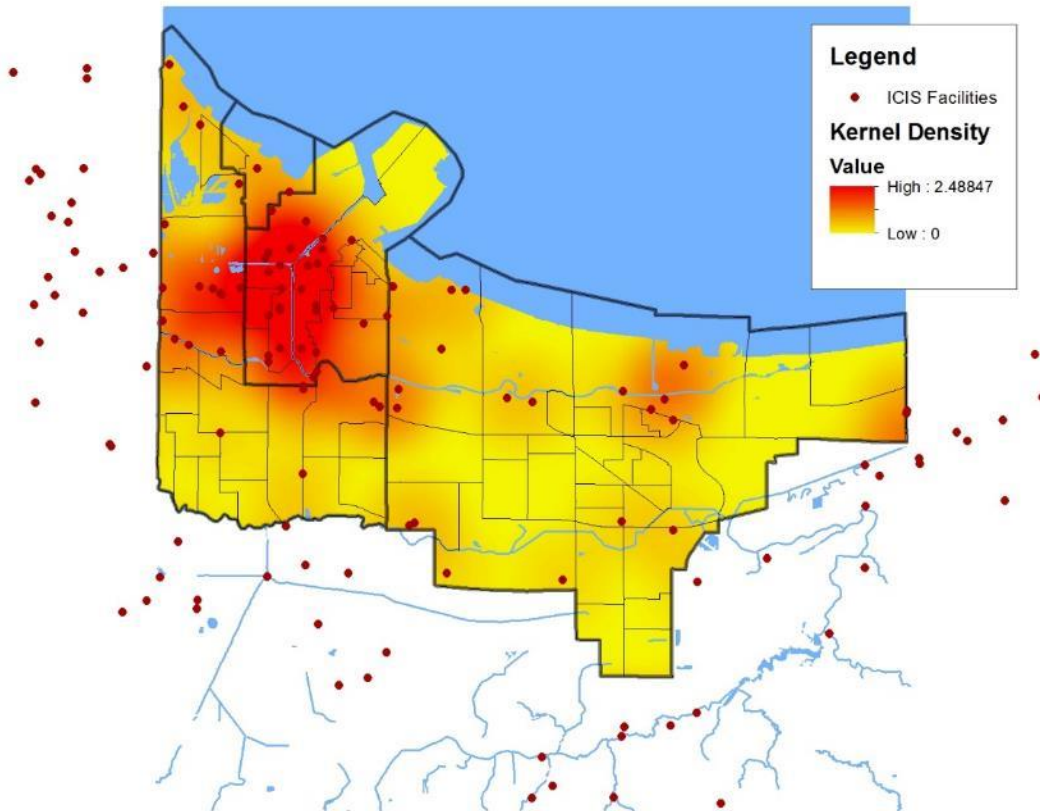 Legend
ICIS Facilities
Kernel Density
Value
High : 2.48847
Low : 0